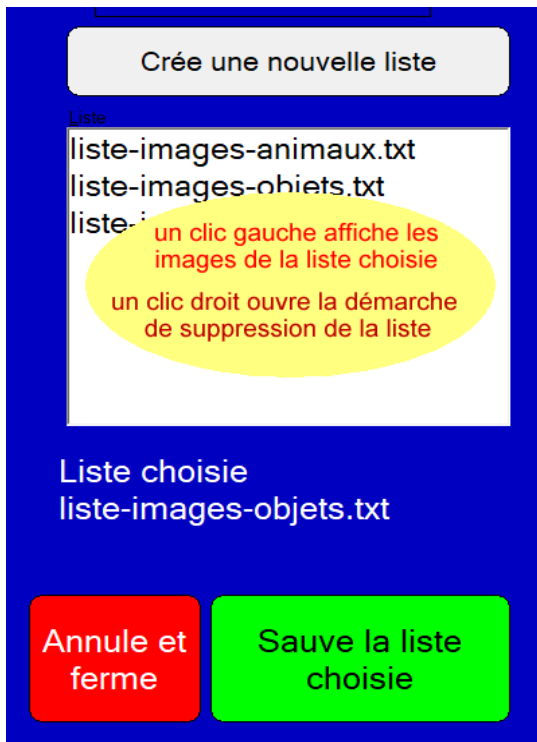 Crée une nouvelle liste
Liste
liste-images-animaux.txt
liste-images-objets.txt
un clic gauche affiche les
images de la liste choisie
un clic droit ouvre la démarche
de suppression de la liste
Liste choisie
liste-images-objets.txt
Annule et
ferme
Sauve la liste
choisie